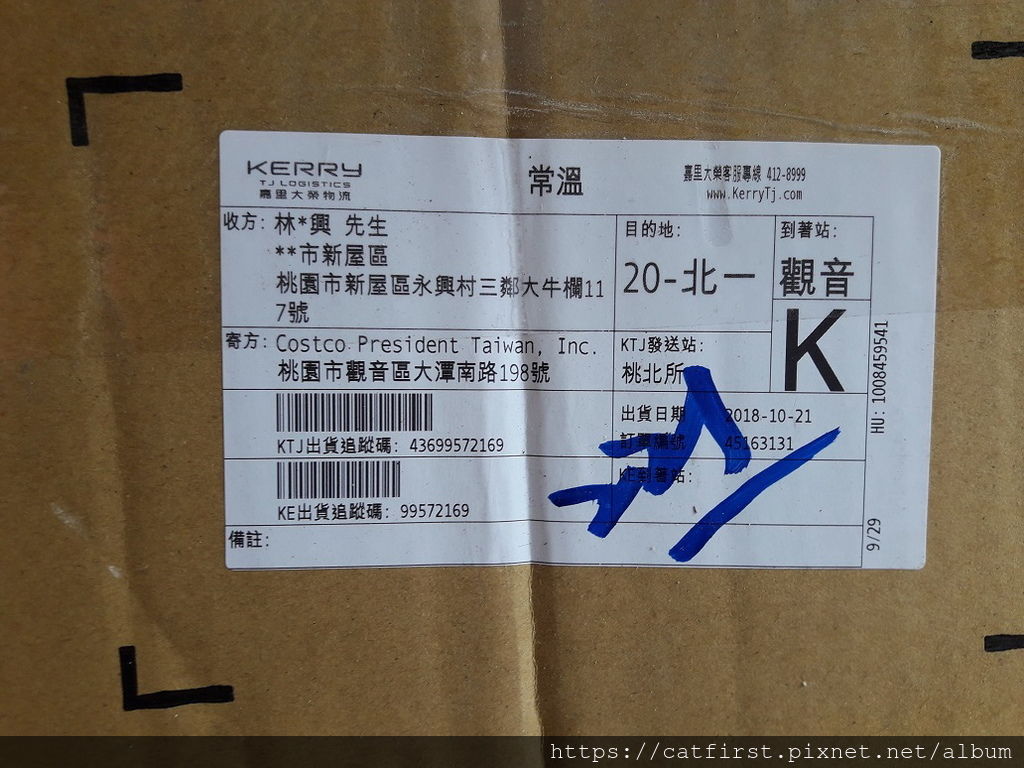 KERRY
TJ LOGISTICS
嘉里大榮物流
常溫
嘉里大榮客服專線 412-8999
www.KerryTj.com
收方: 林*興 先生
**市新屋區
桃園市新屋區永興村三鄰大牛欄11
7號
目的地:
20-北一
到著站:
觀音
K
寄方: Costco President Taiwan, Inc.
桃園市觀音區大潭南路198號
KTJ發送站:
桃北所
KTJ出貨追蹤碼: 43699572169
出貨日期 2018-10-21
訂單編號 45163131
KE出貨追蹤碼: 99572169
KE到著站:
備註:
HU: 1008459541
9/29
https://catfirst.pixnet.net/album